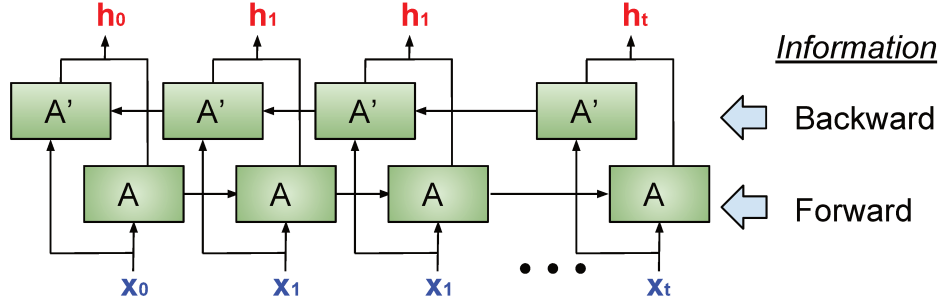 h0 h1 h1 ht
Information
A’ A’ A’ A’ Backward
A A A A Forward
x0 x1 x1 • • • xt